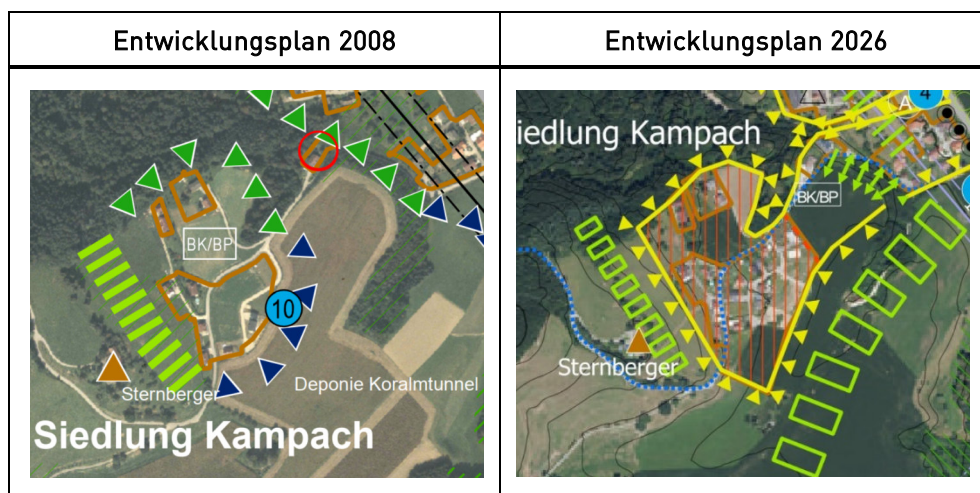 Entwicklungsplan 2008
Entwicklungsplan 2026
BK/BP
10
Sternberger
Deponie Koralmtunnel
Siedlung Kampach
iedlung Kampach
4
A
BK/BP
Sternberger